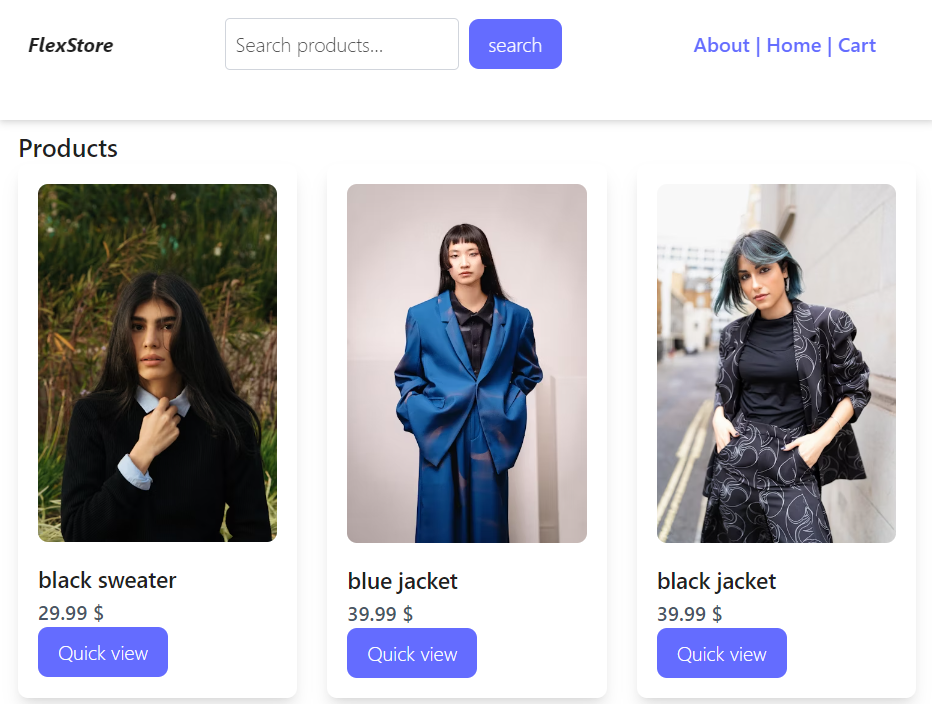 FlexStore
Search products...
search
About | Home | Cart
Products
black sweater
29.99 $
Quick view
blue jacket
39.99 $
Quick view
black jacket
39.99 $
Quick view